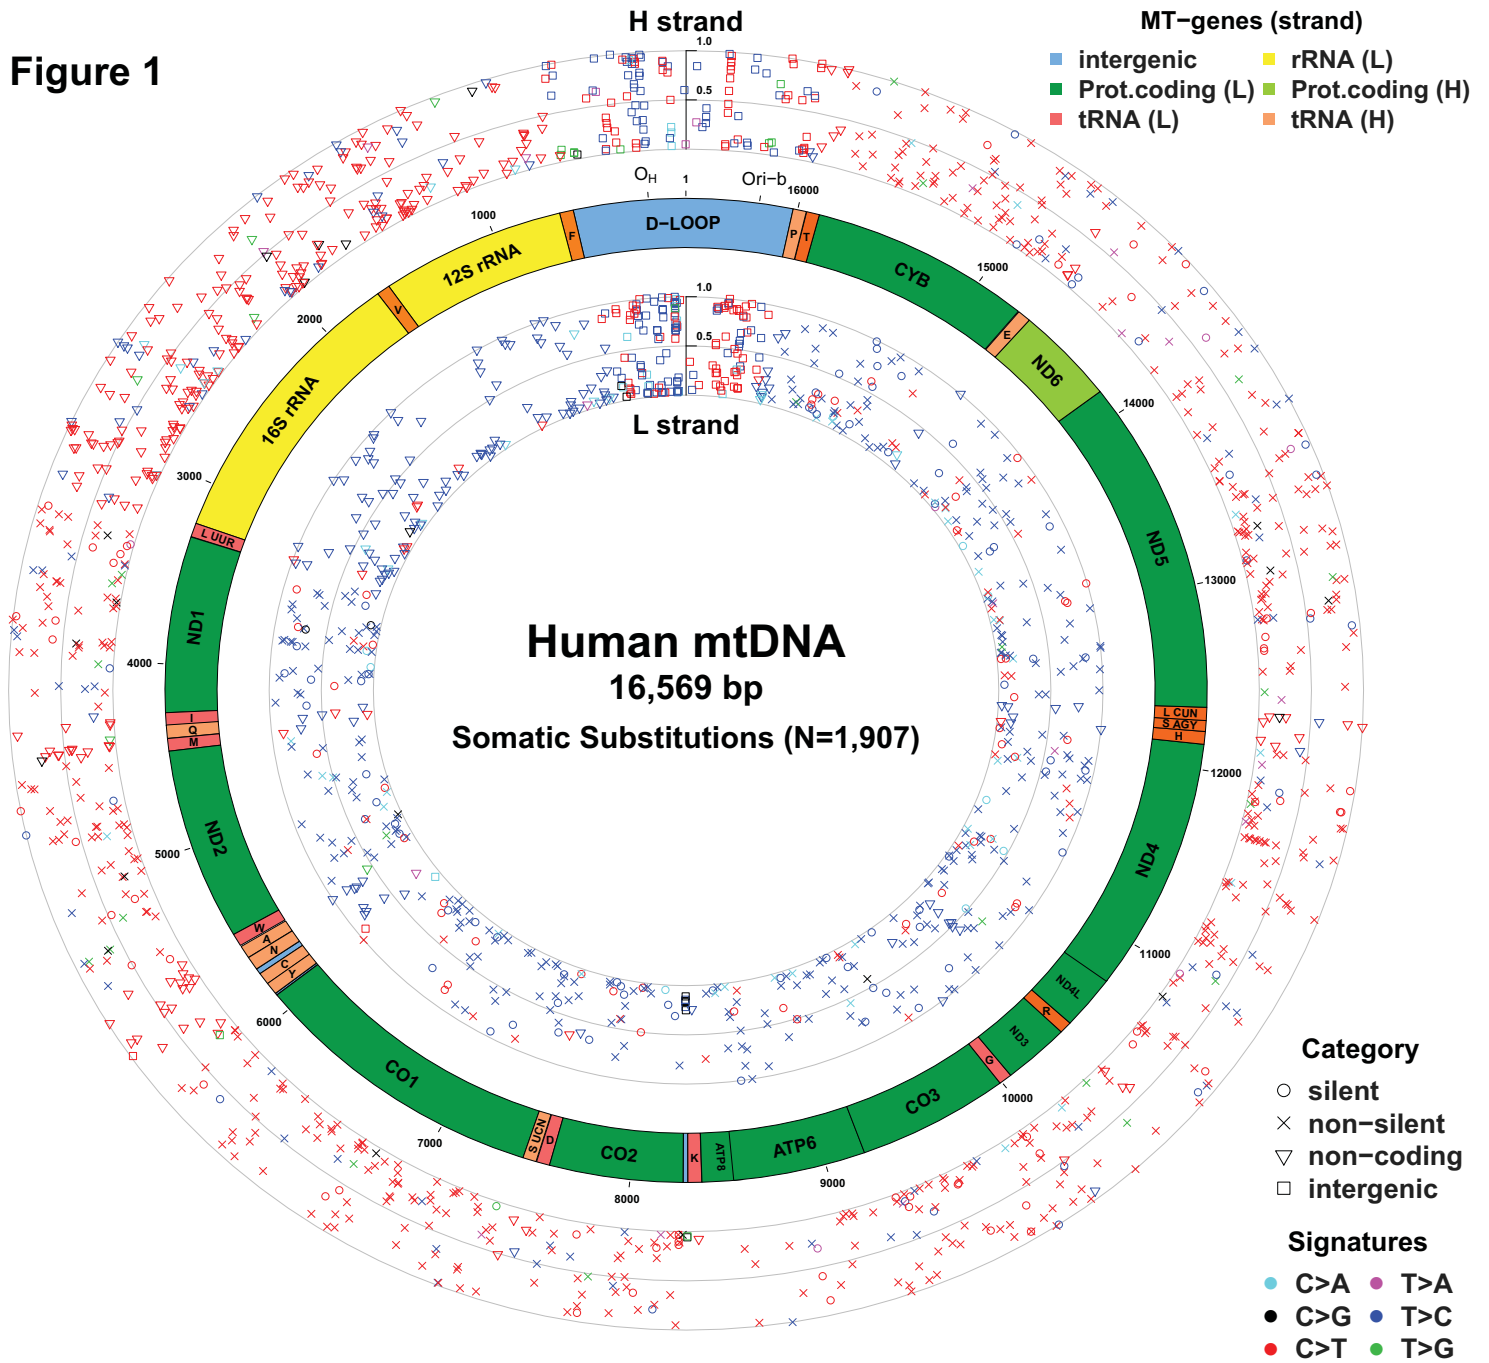 Figure 1
H strand
MT−genes (strand)
intergenic
rRNA (L)
Prot.coding (L)
Prot.coding (H)
tRNA (L)
tRNA (H)
1.0
0.5
OH
1
Ori−b
16000
15000
14000
13000
12000
11000
10000
9000
8000
7000
6000
5000
4000
3000
2000
1000
D−LOOP
P
T
CYB
E
ND6
ND5
L CUN
S AGY
H
ND4
ND4L
R
ND3
G
CO3
ATP6
ATP8
K
CO2
D
S UCN
CO1
Y
C
N
A
W
ND2
M
Q
I
ND1
L UUR
16S rRNA
V
12S rRNA
F
1.0
0.5
L strand
Human mtDNA
16,569 bp
Somatic Substitutions (N=1,907)
Category
silent
non−silent
non−coding
intergenic
Signatures
C>A
T>A
C>G
T>C
C>T
T>G